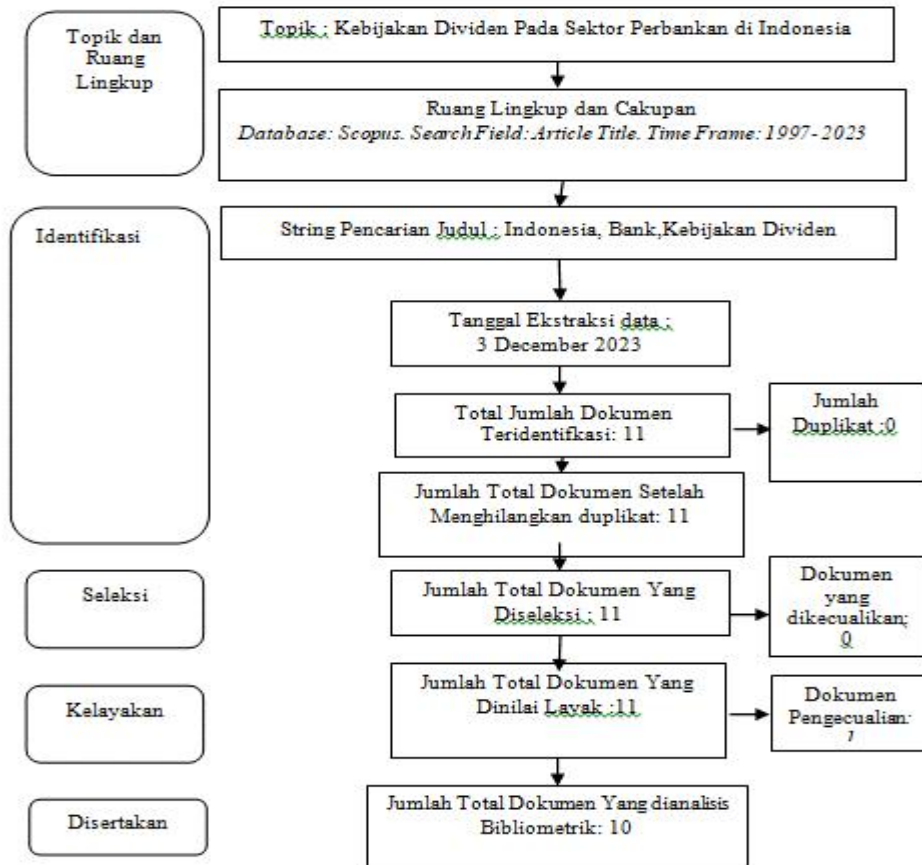 Topik dan
Ruang
Lingkup
Topik : Kebijakan Dividen Pada Sektor Perbankan di Indonesia
Ruang Lingkup dan Cakupan
Database: Scopus. Search Field: Article Title. Time Frame: 1997- 2023
Identifikasi
String Pencarian Judul : Indonesia, Bank,Kebijakan Dividen
Tanggal Ekstraksi data :
3 December 2023
Total Jumlah Dokumen
Teridentifkasi: 11
Jumlah
Duplikat :0
Jumlah Total Dokumen Setelah
Menghilangkan duplikat: 11
Seleksi
Jumlah Total Dokumen Yang
Diseleksi : 11
Dokumen
yang
dikecualikan:
0
Kelayakan
Jumlah Total Dokumen Yang
Dinilai Layak :11
Dokumen
Pengecualian:
1
Disertakan
Jumlah Total Dokumen Yang dianalisis
Bibliometrik: 10